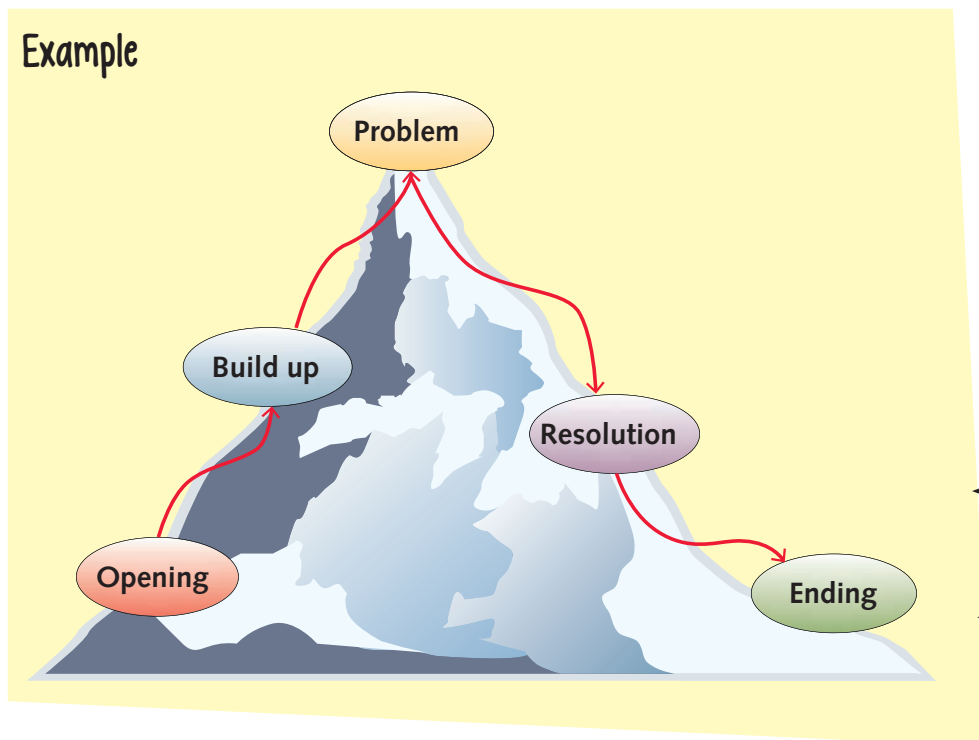 Example
Problem
Build up
Resolution
Opening
Ending